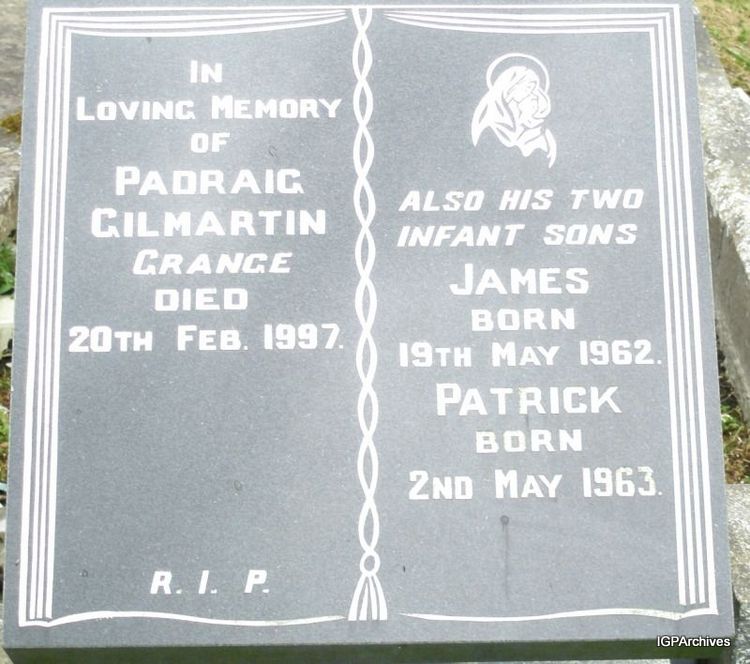 IN
LOVING MEMORY
OF
PADRAIG
GILMARTIN
GRANGE
DIED
20TH FEB. 1997.
R. I. P.
ALSO HIS TWO
INFANT SONS
JAMES
BORN
19TH MAY 1962.
PATRICK
BORN
2ND MAY 1963.
IGPArchives